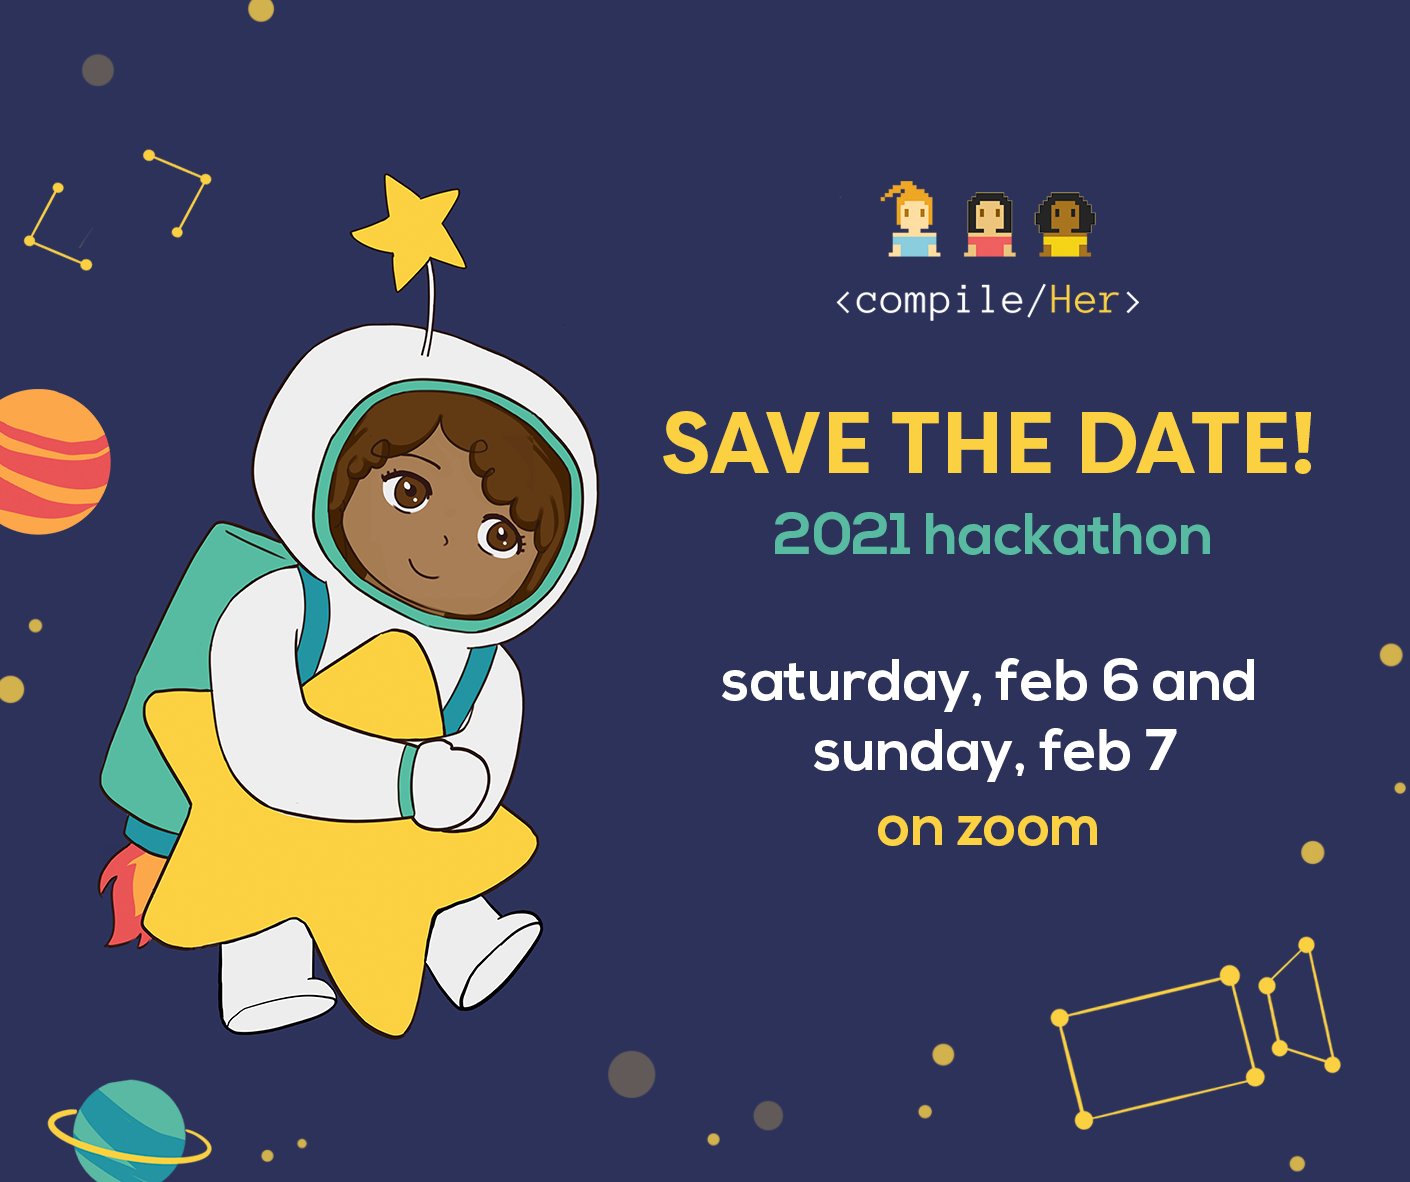 <compile/Her>
SAVE THE DATE!
2021 hackathon
saturday, feb 6 and
sunday, feb 7
on zoom